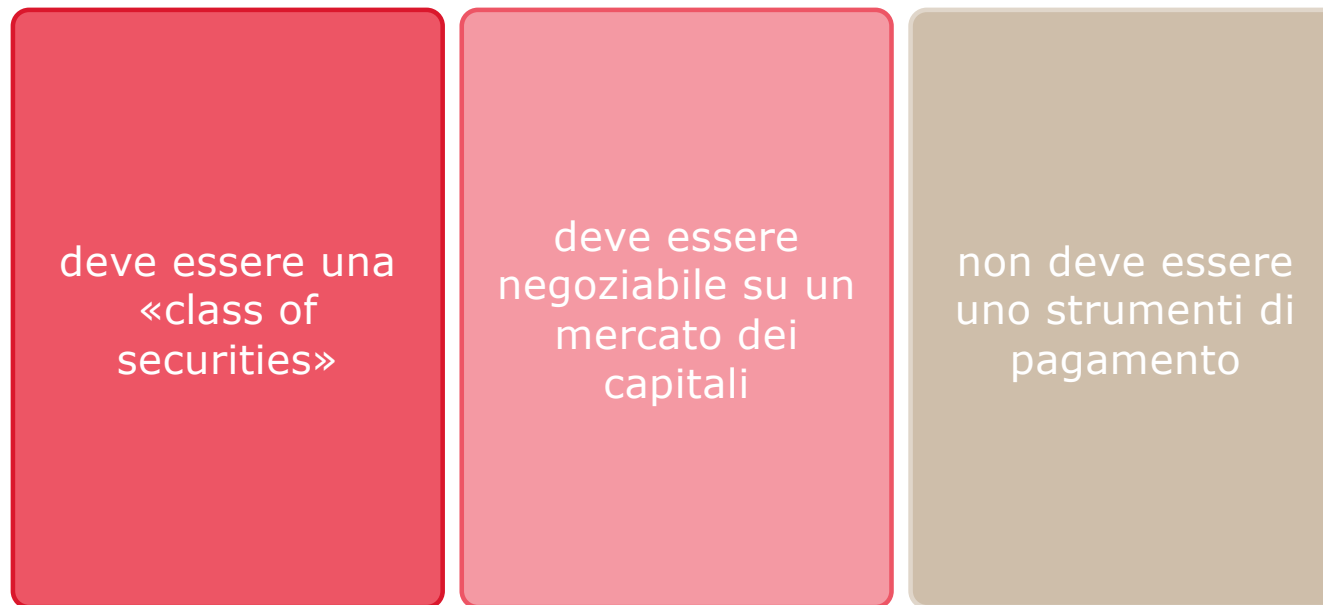 deve essere una
«class of
securities»
deve essere
negoziabile su un
mercato dei
capitali
non deve essere
uno strumenti di
pagamento